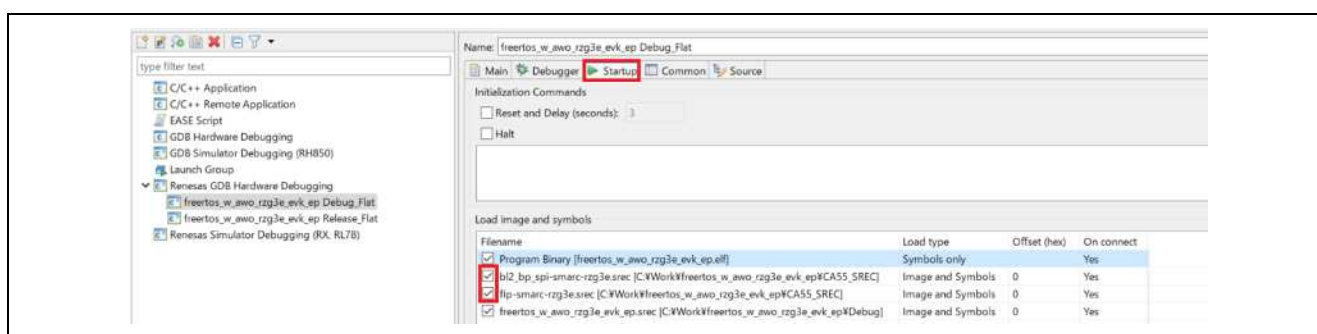 Name: freertos_w_awo_rzg3e_evk_ep Debug_Flat
type filter text
C/C++ Application
C/C++ Remote Application
EASE Script
GDB Hardware Debugging
GDB Simulator Debugging (RH850)
Launch Group
Renesas GDB Hardware Debugging
freertos_w_awo_rzg3e_evk_ep Debug_Flat
freertos_w_awo_rzg3e_evk_ep Release_Flat
Renesas Simulator Debugging (RX, RL78)
Main Debugger Startup Common Source
Initialization Commands
Reset and Delay (seconds): 3
Halt
Load image and symbols
Filename Load type Offset (hex) On connect
Program Binary [freertos_w_awo_rzg3e_evk_ep.elf] Symbols only Yes
bl2_bp_spi-smarc-rzg3e.srec [C:¥Work¥freertos_w_awo_rzg3e_evk_ep¥CA55_SREC] Image and Symbols 0 Yes
fip-smarc-rzg3e.srec [C:¥Work¥freertos_w_awo_rzg3e_evk_ep¥CA55_SREC] Image and Symbols 0 Yes
freertos_w_awo_rzg3e_evk_ep.srec [C:¥Work¥freertos_w_awo_rzg3e_evk_ep¥Debug] Image and Symbols 0 Yes